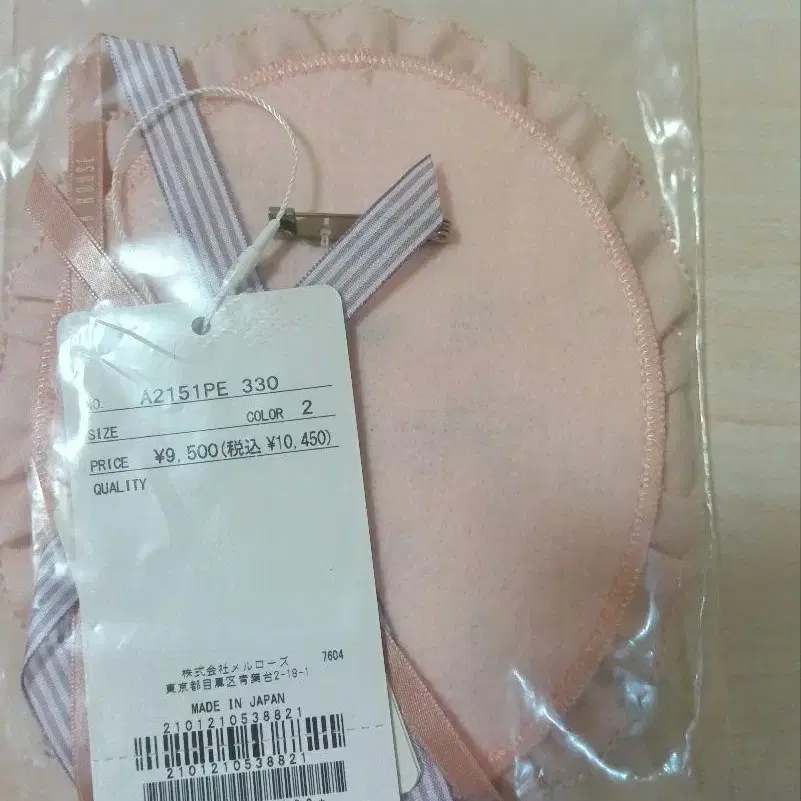 HOUSE
NO. A2151PE 330
SIZE COLOR 2
PRICE ¥9,500(税込 ¥10,450)
QUALITY
株式会社メルローズ 7604
東京都目黒区青葉台2-18-1
MADE IN JAPAN
2101210538821
2101210538821